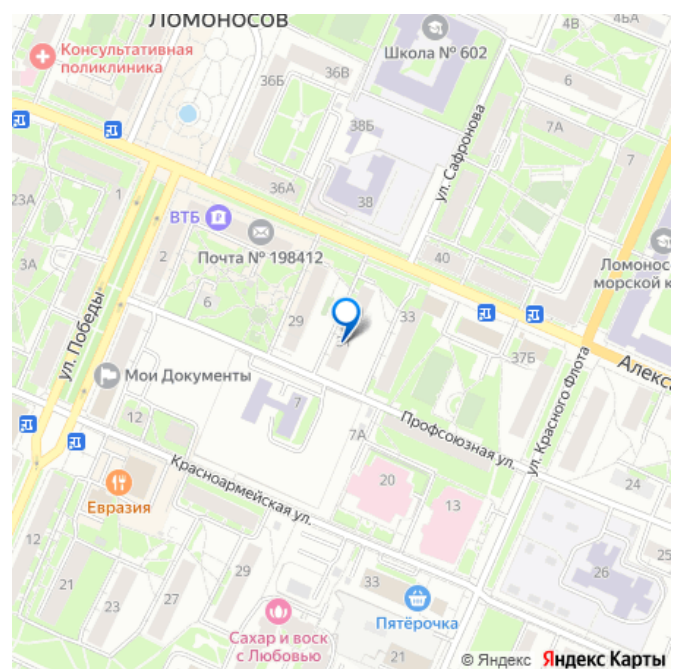 ЛОМОНОСОВ
4В
4БА
Консультативная
поликлиника
Школа № 602
36Б
36В
6
38Б
7А
7
ул. Сафронова
23А
1
36А
38
ВТБ
Почта № 198412
2
40
Ломонос
морской к
3А
6
29
33
ул. Победы
37Б
Алекса
Мои Документы
7
12
Профсоюзная ул.
ул. Красного Флота
7А
Красноармейская ул.
20
24
Евразия
13
12
29
25
21
27
33
26
23
Пятёрочка
Сахар и воск
с Любовью
21
© Яндекс Яндекс Карты